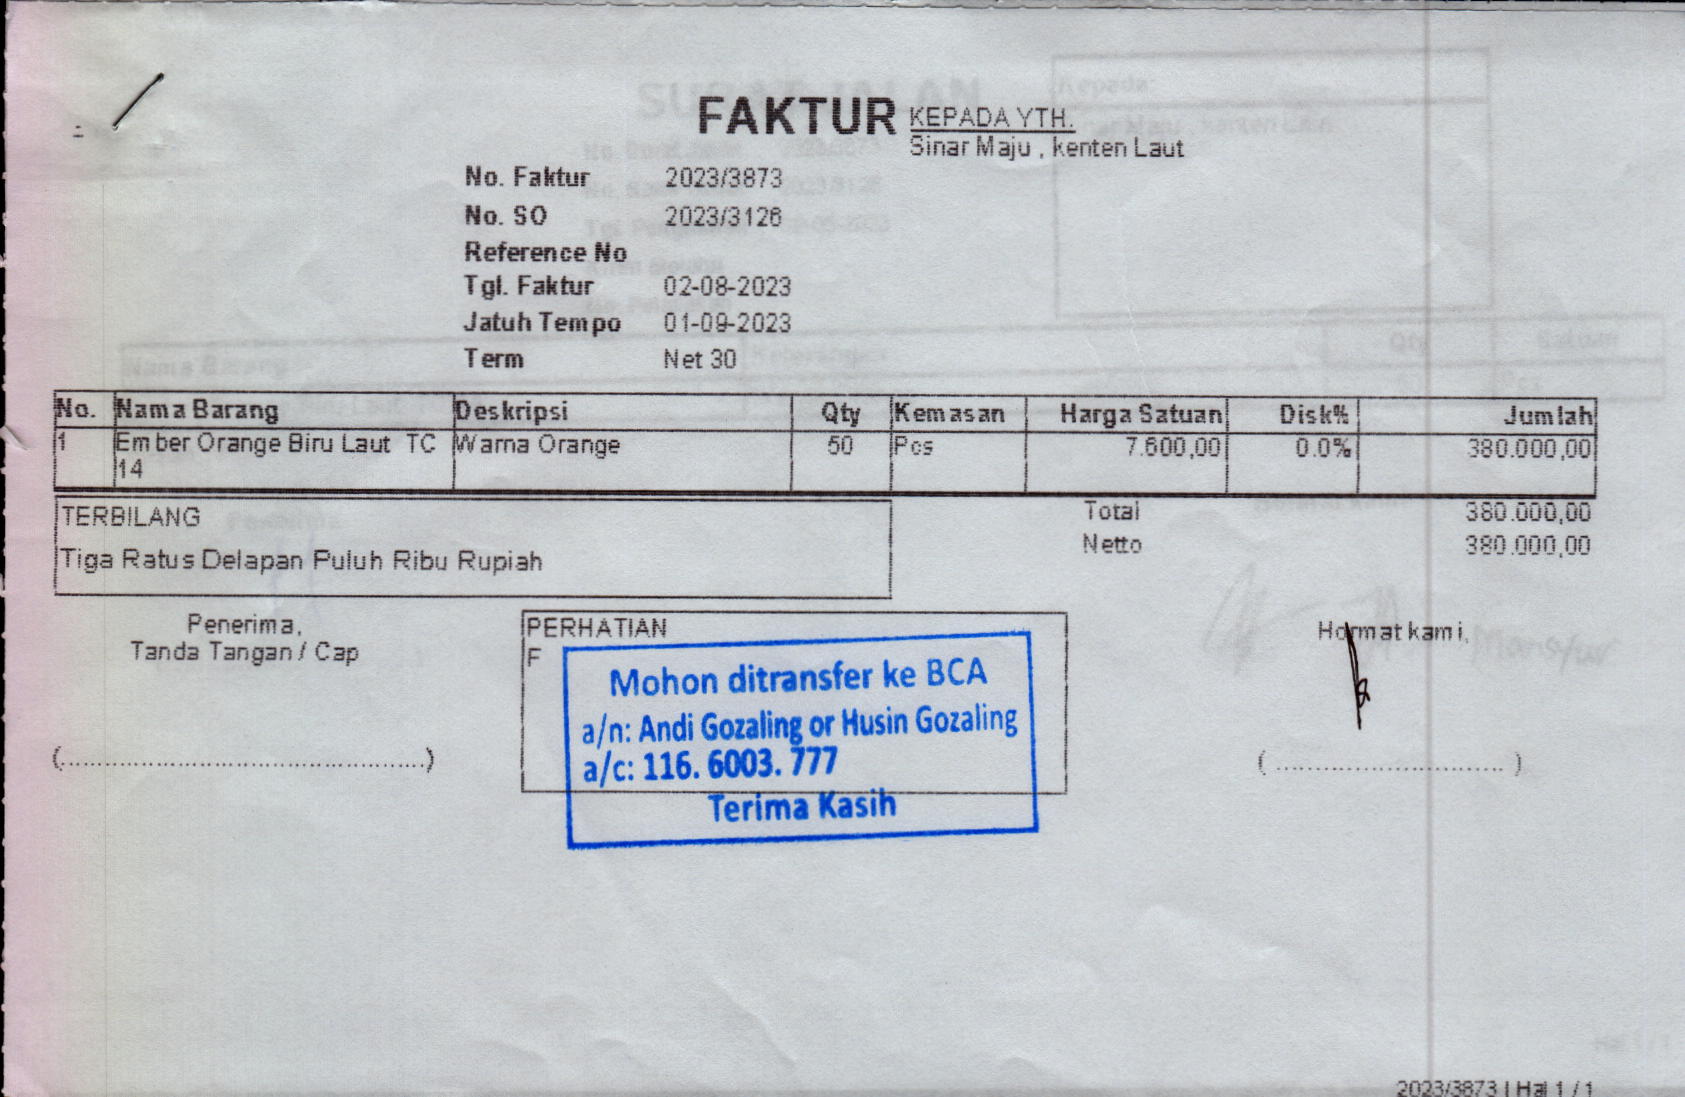 FAKTUR
KEPADA YTH.
Sinar Maju , kenten Laut
No. Faktur 2023/3873
No. SO 2023/3126
Reference No
Tgl. Faktur 02-08-2023
Jatuh Tempo 01-09-2023
Term Net 30
No. Nama Barang Deskripsi Qty Kemasan Harga Satuan Disk% Jumlah
1 Ember Orange Biru Laut TC Warna Orange 50 Pcs 7.600,00 0.0% 380.000,00
14
TERBILANG
Tiga Ratus Delapan Puluh Ribu Rupiah
Total 380.000,00
Netto 380.000,00
Penerima,
Tanda Tangan / Cap
PERHATIAN
F
Mohon ditransfer ke BCA
a/n: Andi Gozaling or Husin Gozaling
a/c: 116. 6003. 777
Terima Kasih
Hormat kami,
(..............................................)
( ............................. )
2023/3873 | Hal 1 / 1